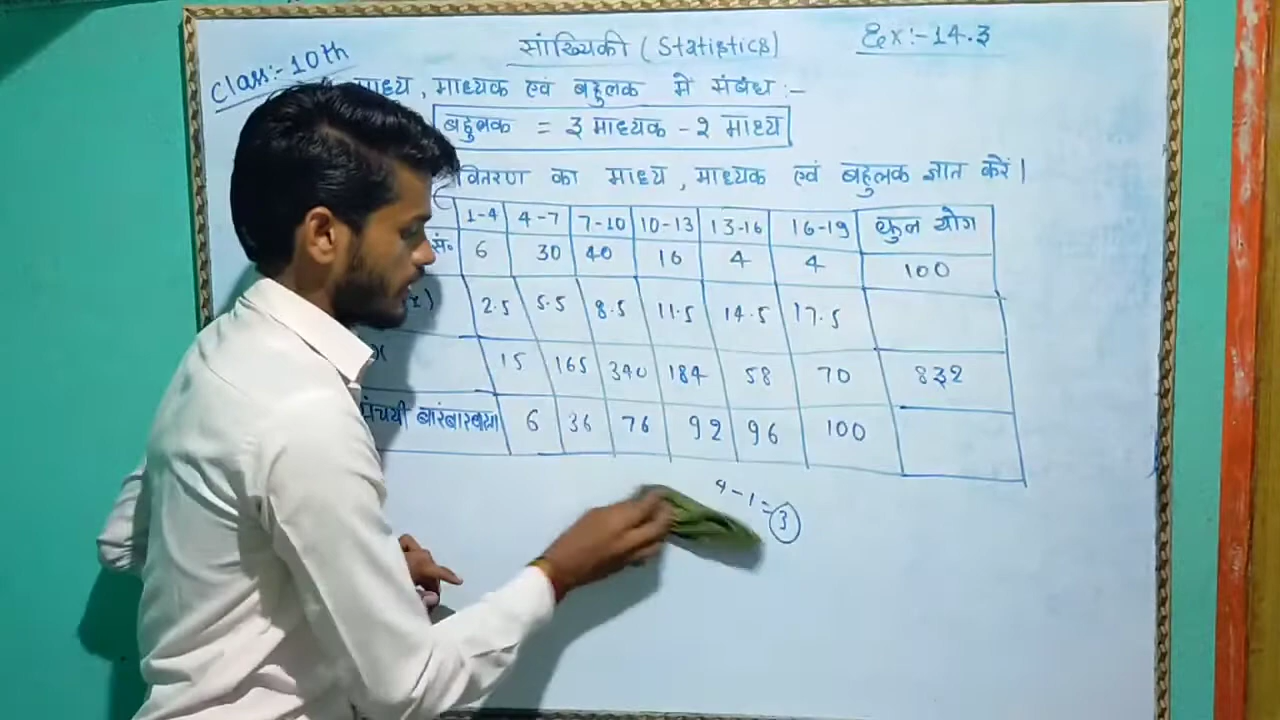 सांख्यिकी (Statistics)
Ex:- 14.3
Class:- 10th
माध्य, माध्यक एवं बहुलक में संबंध :-
बहुलक = 3 माध्यक - 2 माध्य
वितरण का माध्य, माध्यक एवं बहुलक ज्ञात करें।
1-4 4-7 7-10 10-13 13-16 16-19 कुल योग
सं० 6 30 40 16 4 4 100
2.5 5.5 8.5 11.5 14.5 17.5
15 165 340 184 58 70 832
6 36 76 92 96 100
4-1=3